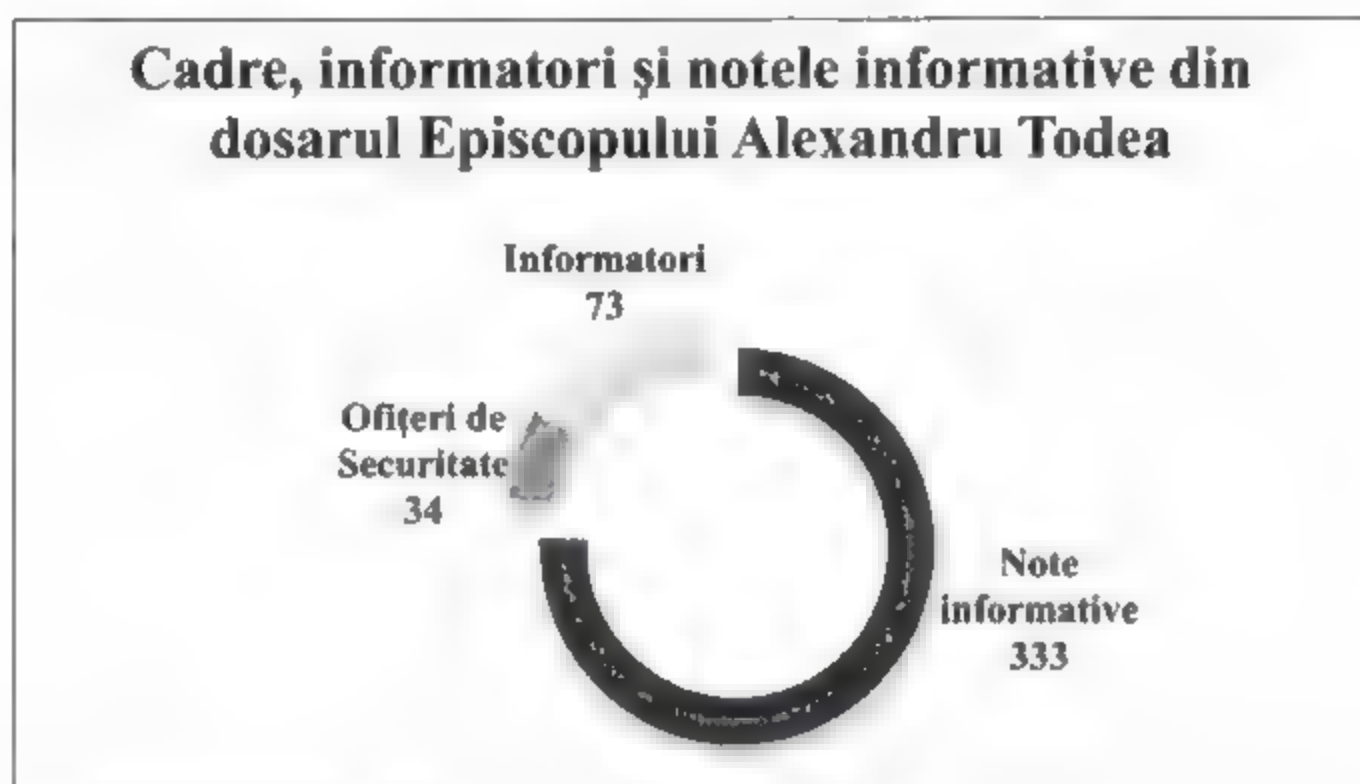 Cadre, informatori şi notele informative din
dosarul Episcopului Alexandru Todea
Informatori
73
Ofiţeri de
Securitate
34
Note
informative
333